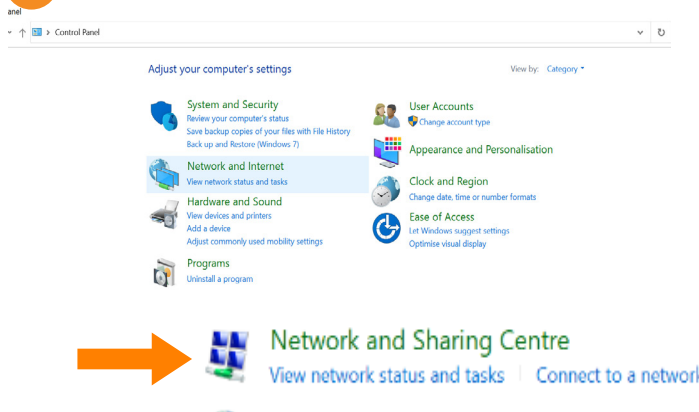 anel
Control Panel
Adjust your computer's settings
View by: Category
System and Security
Review your computer's status
Save backup copies of your files with File History
Back up and Restore (Windows 7)
Network and Internet
View network status and tasks
Hardware and Sound
View devices and printers
Add a device
Adjust commonly used mobility settings
Programs
Uninstall a program
User Accounts
Change account type
Appearance and Personalisation
Clock and Region
Change date, time or number formats
Ease of Access
Let Windows suggest settings
Optimise visual display
Network and Sharing Centre
View network status and tasks Connect to a network